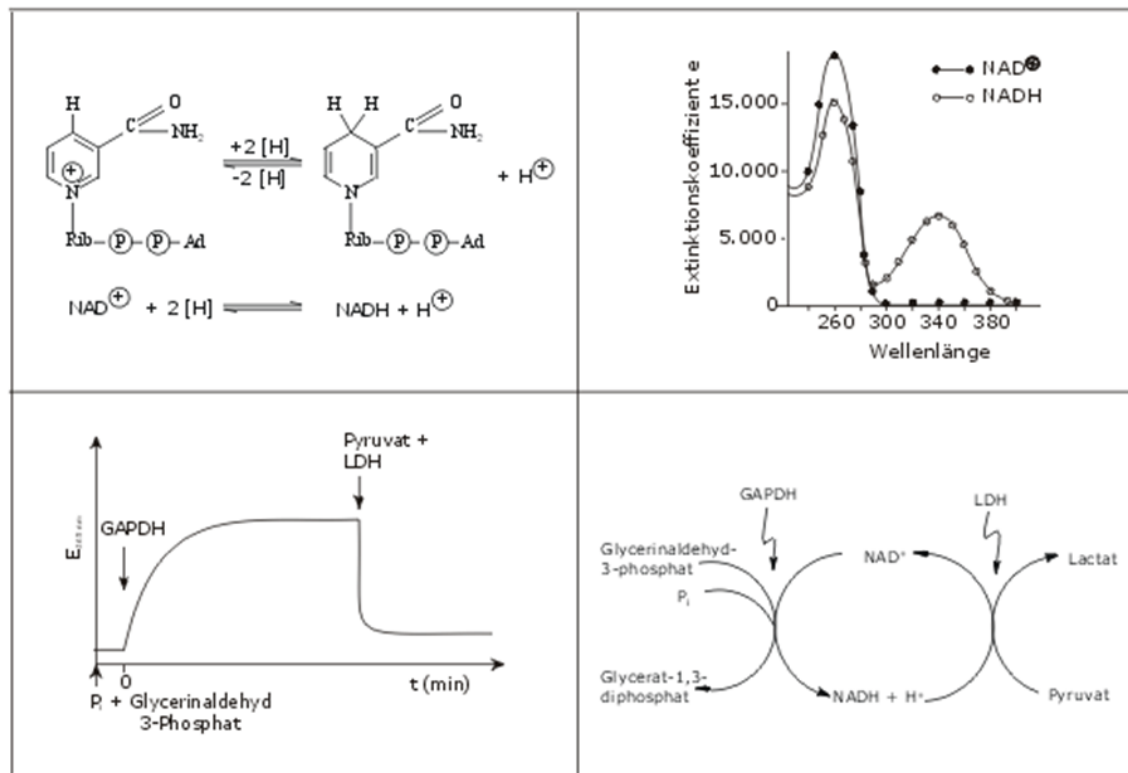 H
C
O
NH₂
+
N
Rib
P
P
Ad
+2 [H]
-2 [H]
H
H
C
O
NH₂
N
Rib
P
P
Ad
+ H⊕
NAD⊕ + 2 [H]
NADH + H⊕
Extinktionskoeffizient e
15.000
10.000
5.000
0
NAD⊕
NADH
260
300
340
380
Wellenlänge
Pyruvat +
LDH
GAPDH
0
t (min)
Pᵢ + Glycerinaldehyd
3-Phosphat
GAPDH
LDH
Glycerinaldehyd-
3-phosphat
Pᵢ
NAD⁺
Lactat
Glycerat-1,3-
diphosphat
NADH + H⁺
Pyruvat